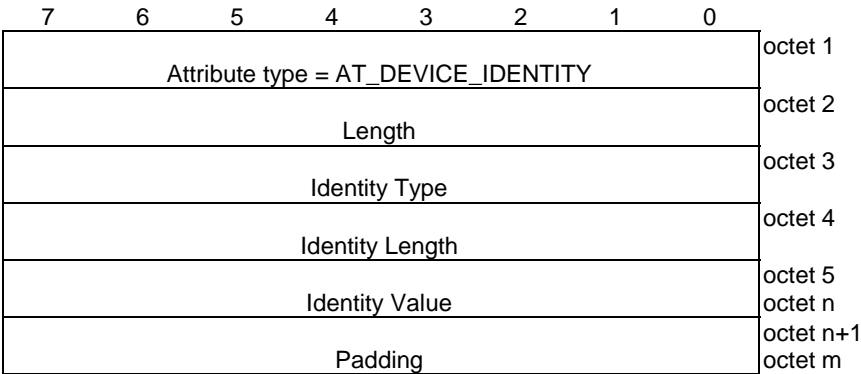 7 6 5 4 3 2 1 0
octet 1
Attribute type = AT_DEVICE_IDENTITY
octet 2
Length
octet 3
Identity Type
octet 4
Identity Length
octet 5
Identity Value octet n
octet n+1
Padding octet m